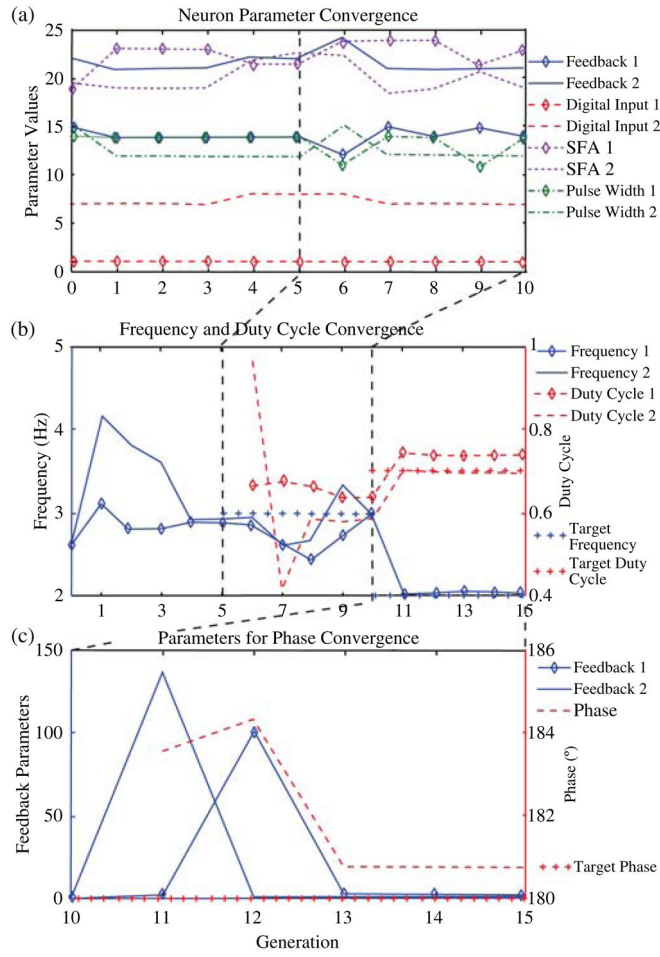 (a)
Neuron Parameter Convergence
25
20
15
10
5
0
Parameter Values
0 1 2 3 4 5 6 7 8 9 10
Feedback 1
Feedback 2
Digital Input 1
Digital Input 2
SFA 1
SFA 2
Pulse Width 1
Pulse Width 2
(b)
Frequency and Duty Cycle Convergence
5
4
3
2
Frequency (Hz)
1 3 5 7 9 11 13 15
1
0.8
0.6
0.4
Duty Cycle
Frequency 1
Frequency 2
Duty Cycle 1
Duty Cycle 2
Target
Frequency
Target Duty
Cycle
(c)
Parameters for Phase Convergence
150
100
50
0
Feedback Parameters
10 11 12 13 14 15
Generation
186
184
182
180
Phase (º)
Feedback 1
Feedback 2
Phase
Target Phase